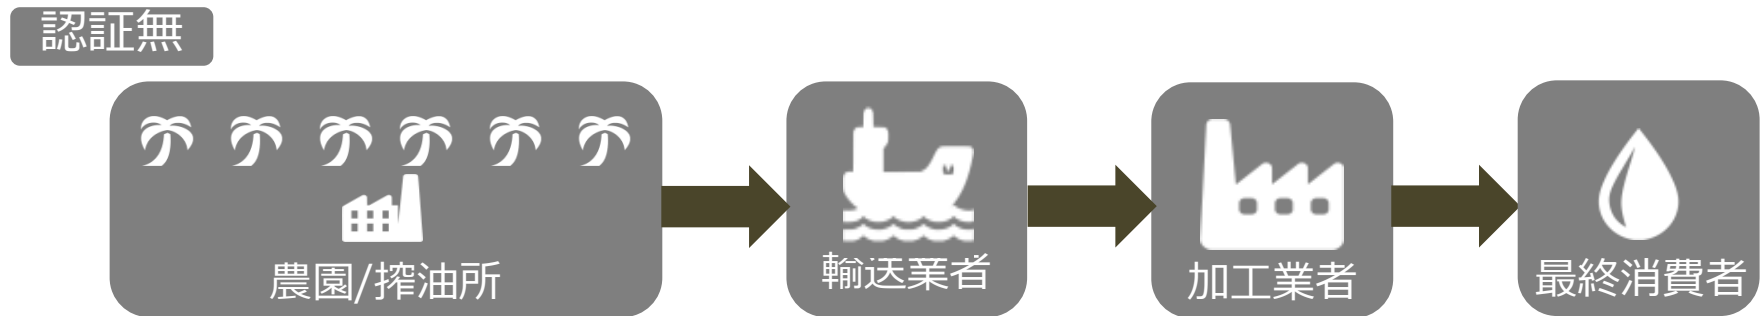 認証無
農園/搾油所
輸送業者
加工業者
最終消費者